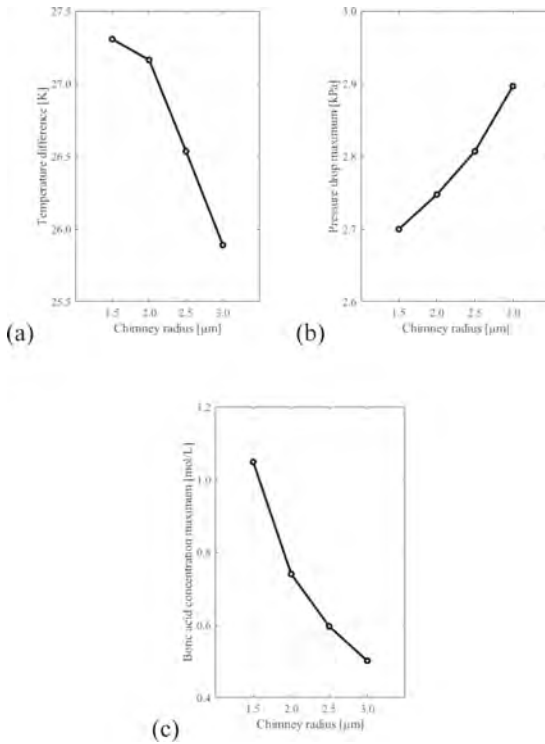 27.5
27.0
26.5
26.0
25.5
Temperature difference [K]
1.5 2.0 2.5 3.0
Chimney radius [µm]
(a)
3.0
2.9
2.8
2.7
2.6
Pressure drop maximum [kPa]
1.5 2.0 2.5 3.0
Chimney radius [µm]
(b)
1.2
1.0
0.8
0.6
0.4
Boric acid concentration maximum [mol/L]
1.5 2.0 2.5 3.0
Chimney radius [µm]
(c)